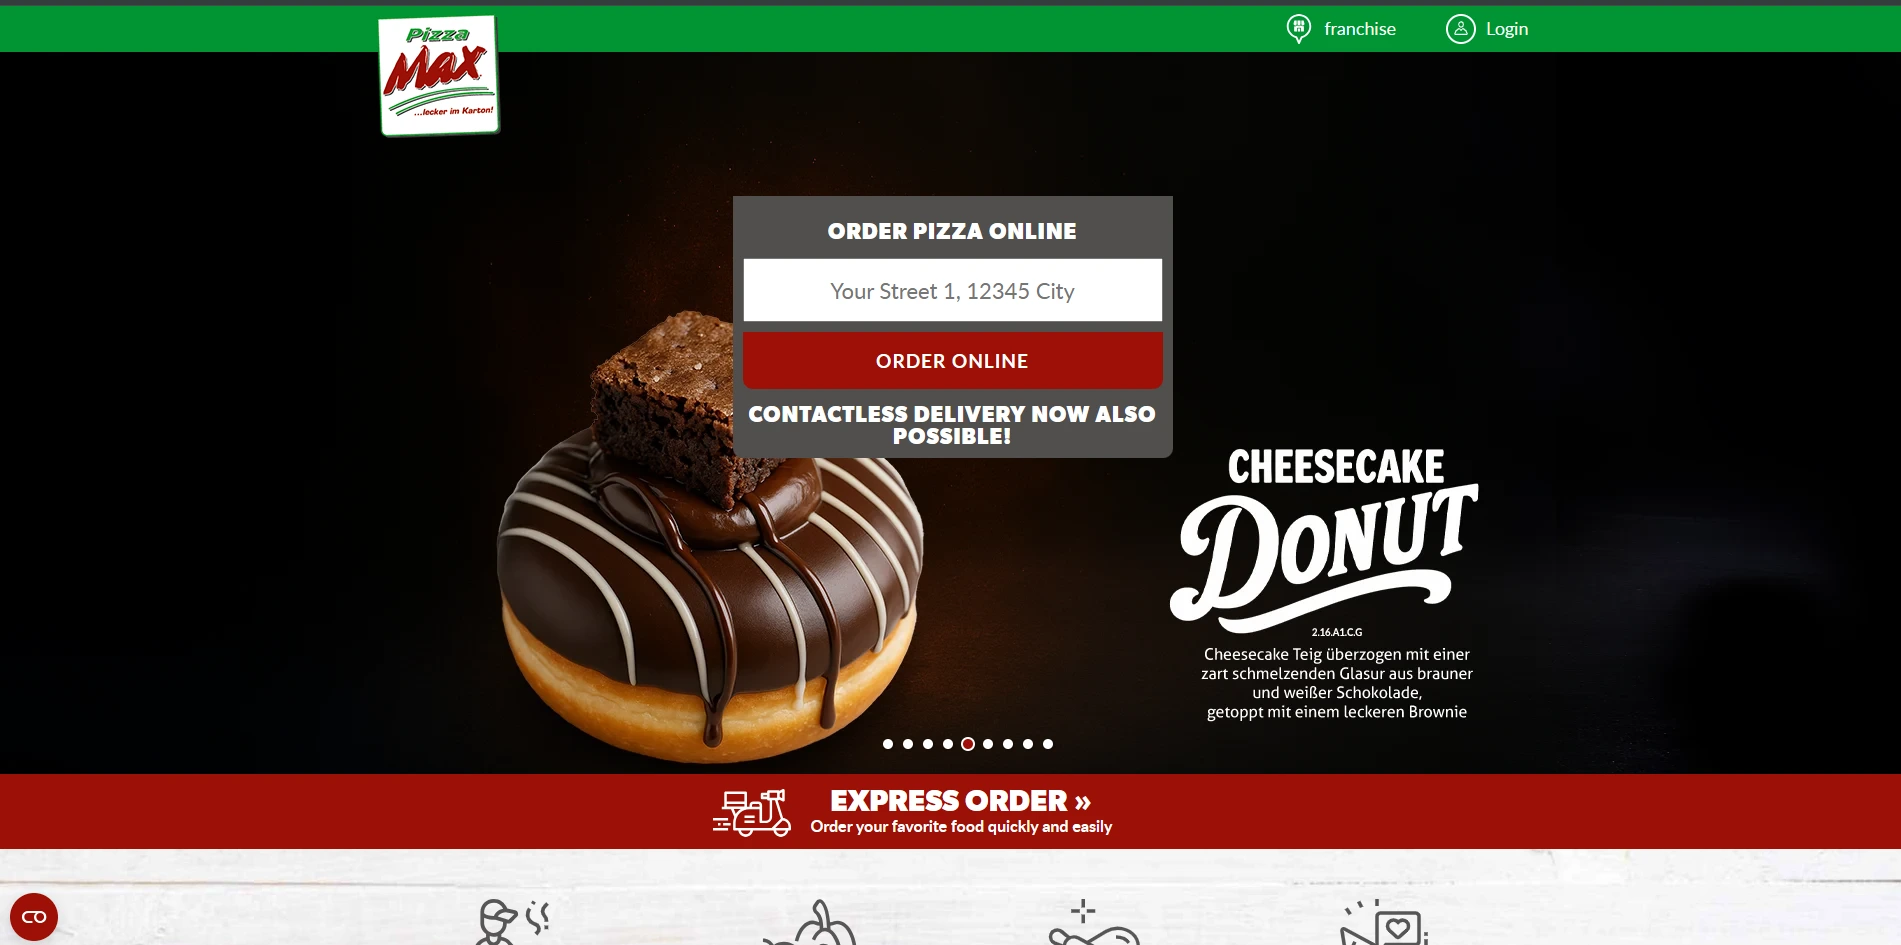 Pizza
Max
...lecker im Karton!
franchise
Login
ORDER PIZZA ONLINE
Your Street 1, 12345 City
ORDER ONLINE
CONTACTLESS DELIVERY NOW ALSO
POSSIBLE!
CHEESECAKE
DONUT
2.16.A1.C.G
Cheesecake Teig überzogen mit einer
zart schmelzenden Glasur aus brauner
und weißer Schokolade,
getoppt mit einem leckeren Brownie
EXPRESS ORDER »
Order your favorite food quickly and easily